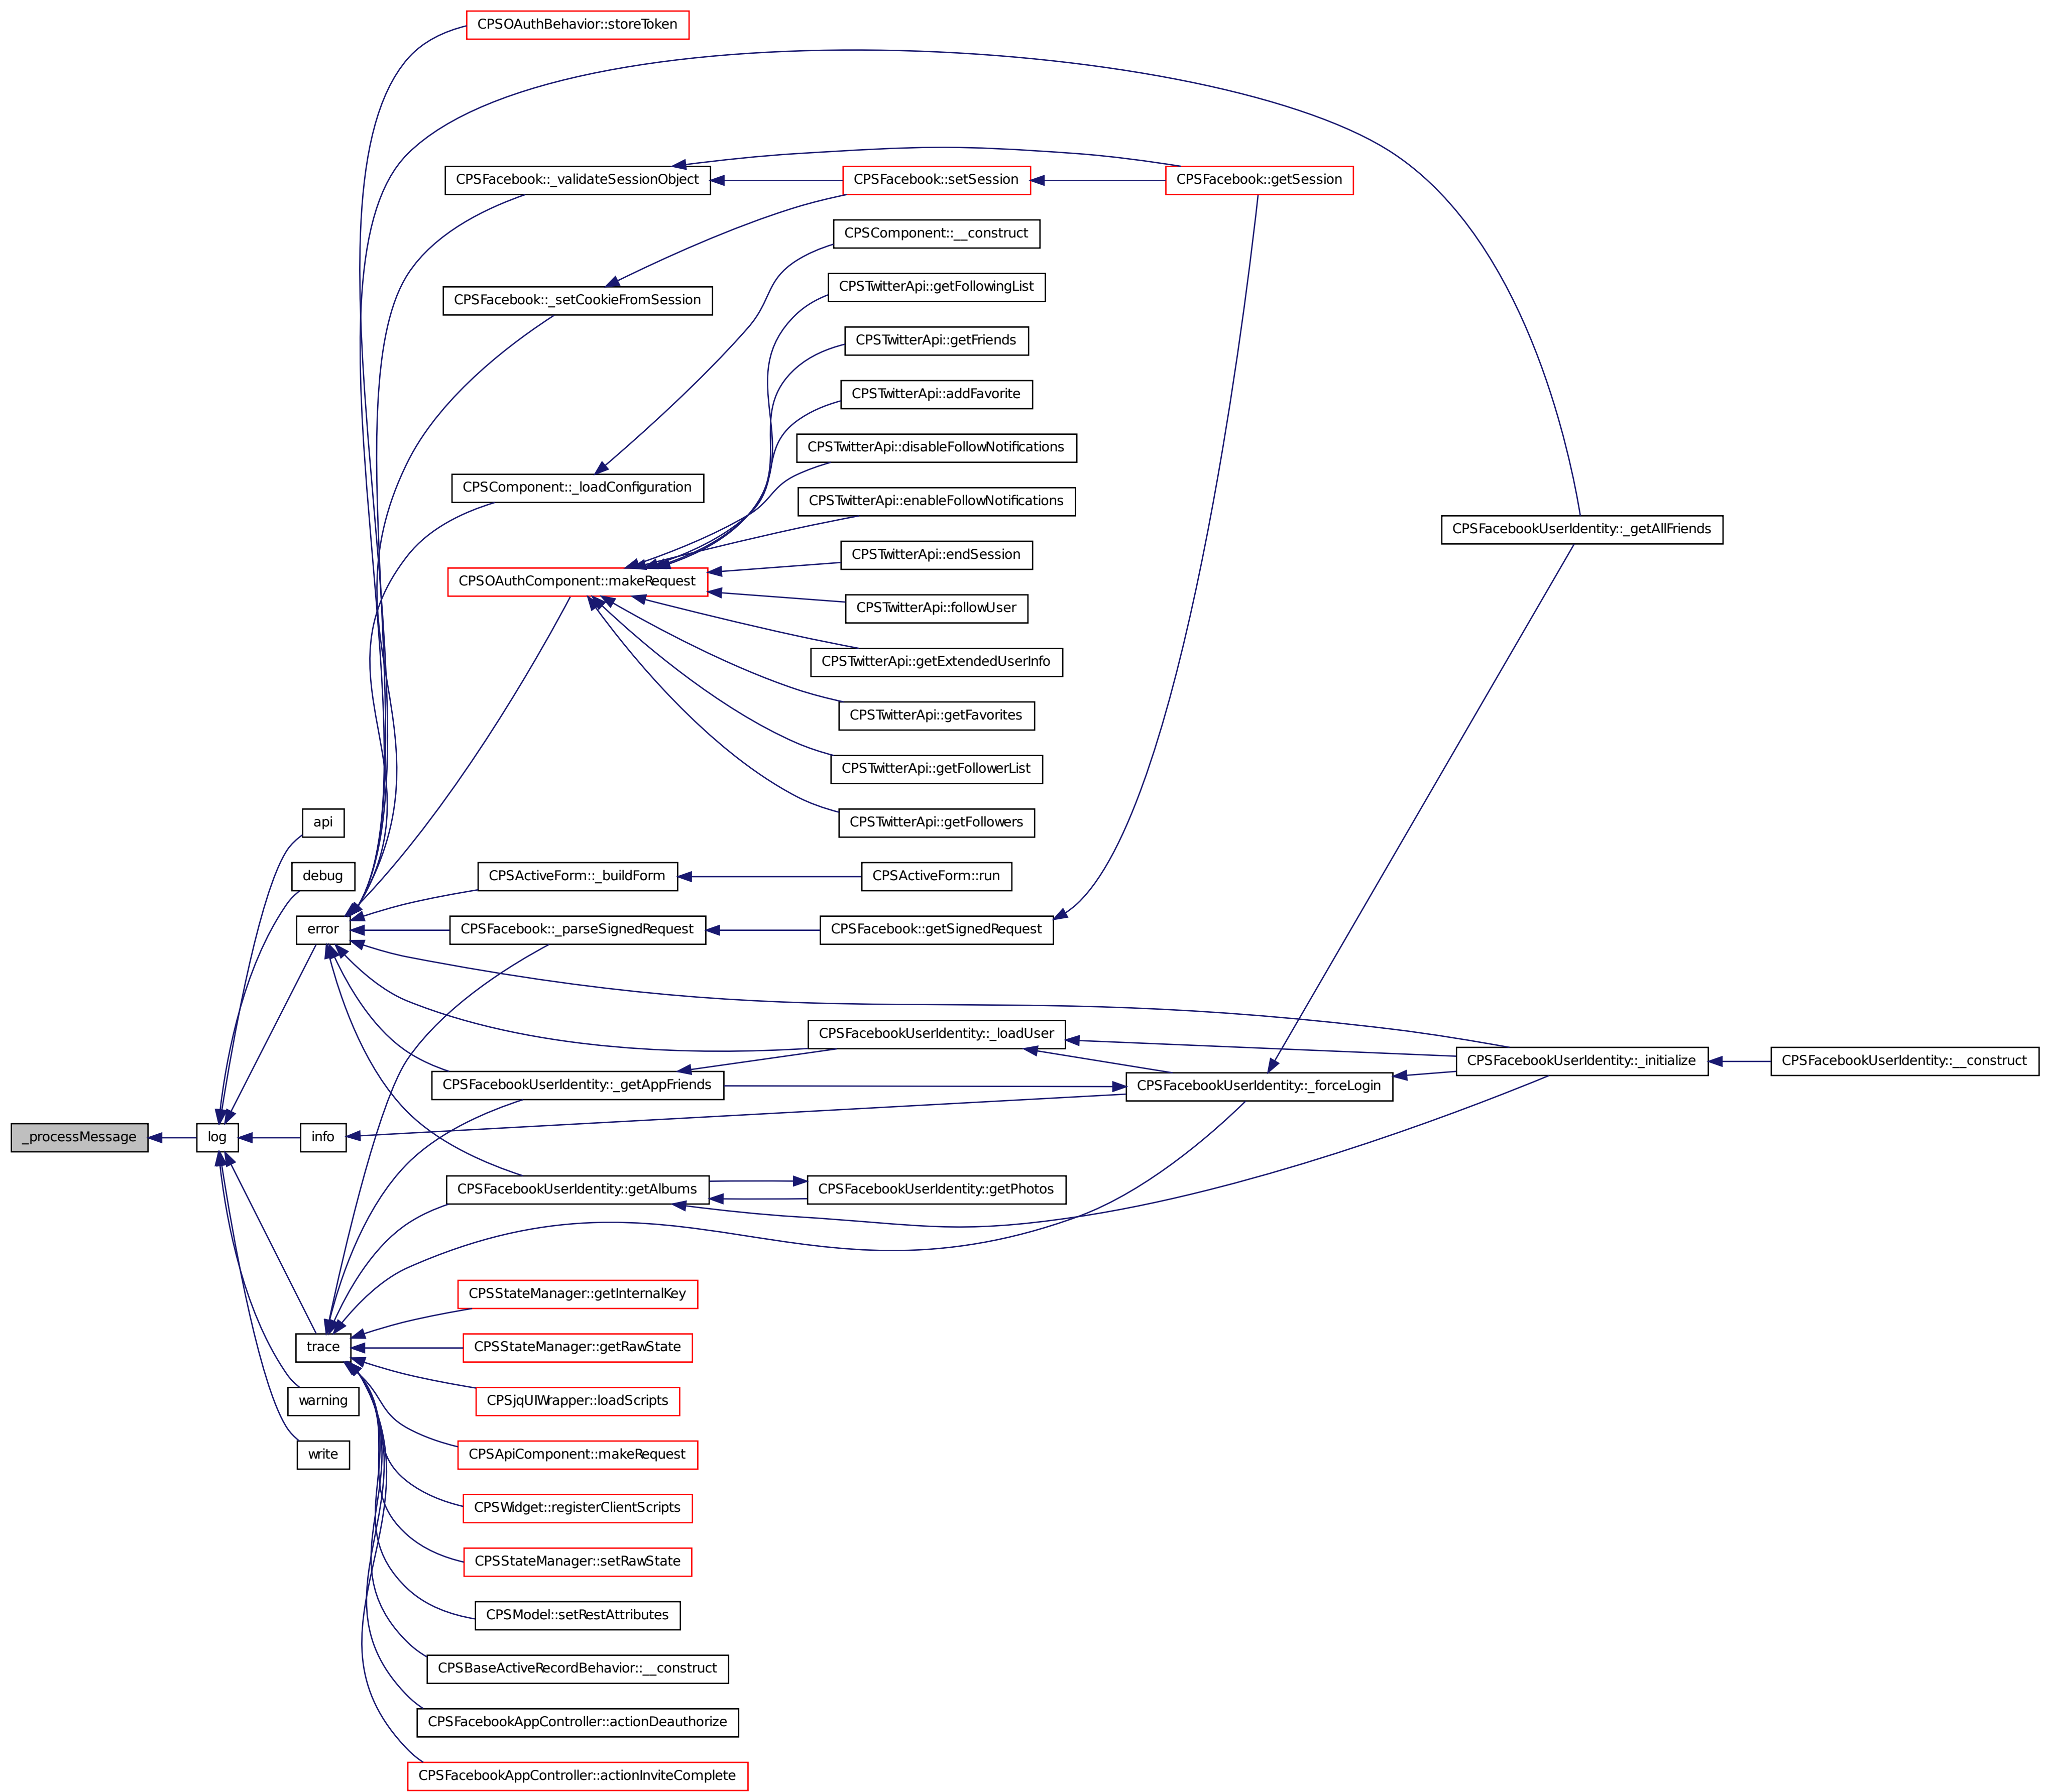 CPSOAuthBehavior::storeToken
CPSFacebook::_validateSessionObject
CPSFacebook::setSession
CPSFacebook::getSession
CPSComponent::__construct
CPSTwitterApi::getFollowingList
CPSFacebook::_setCookieFromSession
CPSTwitterApi::getFriends
CPSTwitterApi::addFavorite
CPSTwitterApi::disableFollowNotifications
CPSComponent::_loadConfiguration
CPSTwitterApi::enableFollowNotifications
CPSFacebookUserIdentity::_getAllFriends
CPSTwitterApi::endSession
CPSOAuthComponent::makeRequest
CPSTwitterApi::followUser
CPSTwitterApi::getExtendedUserInfo
CPSTwitterApi::getFavorites
CPSTwitterApi::getFollowerList
api
CPSTwitterApi::getFollowers
debug
CPSActiveForm::_buildForm
CPSActiveForm::run
error
CPSFacebook::_parseSignedRequest
CPSFacebook::getSignedRequest
CPSFacebookUserIdentity::_loadUser
CPSFacebookUserIdentity::_initialize
CPSFacebookUserIdentity::__construct
CPSFacebookUserIdentity::_getAppFriends
CPSFacebookUserIdentity::_forceLogin
_processMessage
log
info
CPSFacebookUserIdentity::getAlbums
CPSFacebookUserIdentity::getPhotos
CPSStateManager::getInternalKey
trace
CPSStateManager::getRawState
warning
CPSjqUIWrapper::loadScripts
write
CPSApiComponent::makeRequest
CPSWidget::registerClientScripts
CPSStateManager::setRawState
CPSModel::setRestAttributes
CPSBaseActiveRecordBehavior::__construct
CPSFacebookAppController::actionDeauthorize
CPSFacebookAppController::actionInviteComplete